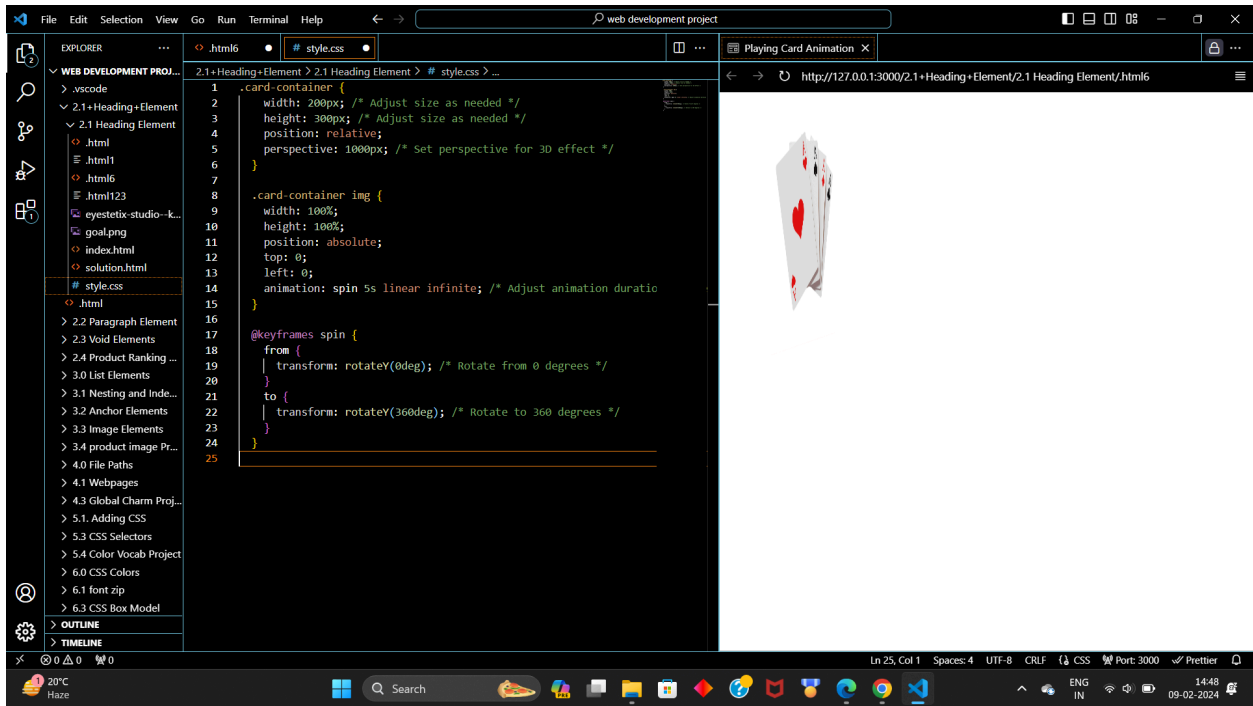 File Edit Selection View Go Run Terminal Help
web development project
EXPLORER
WEB DEVELOPMENT PROJ...
.vscode
2.1+Heading+Element
2.1 Heading Element
.html
.html1
.html6
.html123
eyestetix-studio--k...
goal.png
index.html
solution.html
style.css
.html
2.2 Paragraph Element
2.3 Void Elements
2.4 Product Ranking ...
3.0 List Elements
3.1 Nesting and Inde...
3.2 Anchor Elements
3.3 Image Elements
3.4 product image Pr...
4.0 File Paths
4.1 Webpages
4.3 Global Charm Proj...
5.1. Adding CSS
5.3 CSS Selectors
5.4 Color Vocab Project
6.0 CSS Colors
6.1 font zip
6.3 CSS Box Model
OUTLINE
TIMELINE
.html6 # style.css
2.1+Heading+Element > 2.1 Heading Element > # style.css > ...
1 .card-container {
2 width: 200px; /* Adjust size as needed */
3 height: 300px; /* Adjust size as needed */
4 position: relative;
5 perspective: 1000px; /* Set perspective for 3D effect */
6 }
7
8 .card-container img {
9 width: 100%;
10 height: 100%;
11 position: absolute;
12 top: 0;
13 left: 0;
14 animation: spin 5s linear infinite; /* Adjust animation duratio
15 }
16
17 @keyframes spin {
18 from {
19 transform: rotateY(0deg); /* Rotate from 0 degrees */
20 }
21 to {
22 transform: rotateY(360deg); /* Rotate to 360 degrees */
23 }
24 }
25
Playing Card Animation
http://127.0.0.1:3000/2.1+Heading+Element/2.1 Heading Element/.html6
0 0 0
Ln 25, Col 1 Spaces: 4 UTF-8 CRLF CSS Port: 3000 Prettier
1
20°C
Haze
Search
PRE
ENG
IN
14:48
09-02-2024